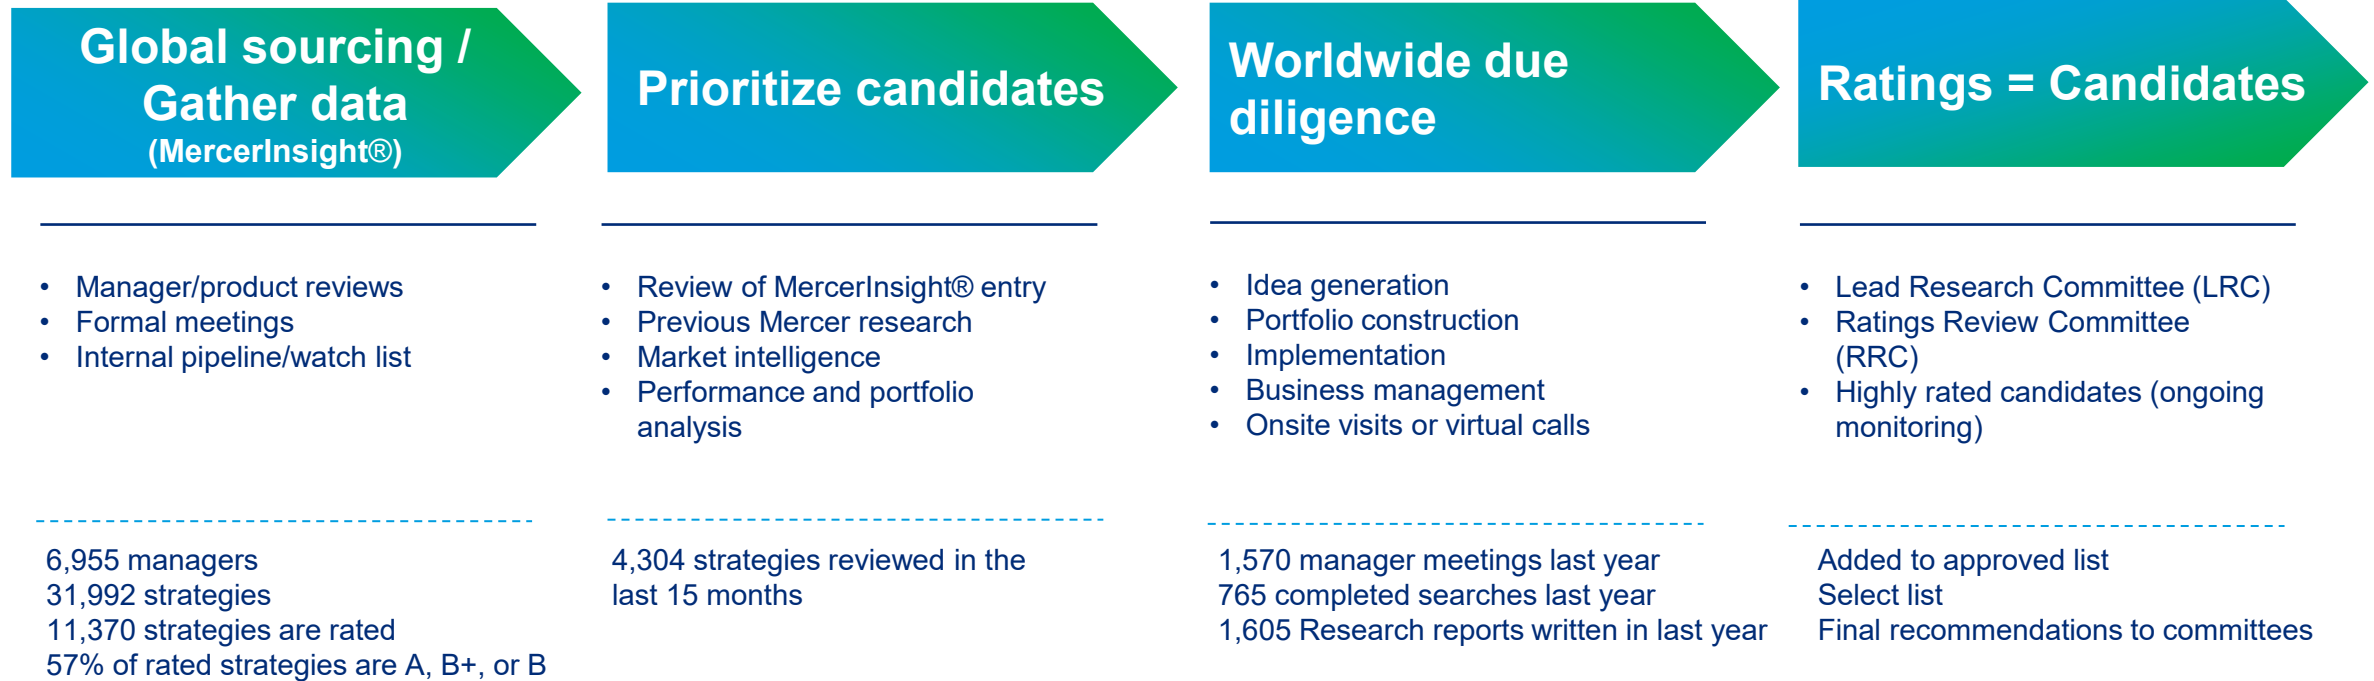 Global sourcing /
Gather data
(MercerInsight®)
• Manager/product reviews
• Formal meetings
• Internal pipeline/watch list
6,955 managers
31,992 strategies
11,370 strategies are rated
57% of rated strategies are A, B+, or B
Prioritize candidates
• Review of MercerInsight® entry
• Previous Mercer research
• Market intelligence
• Performance and portfolio
analysis
4,304 strategies reviewed in the
last 15 months
Worldwide due
diligence
• Idea generation
• Portfolio construction
• Implementation
• Business management
• Onsite visits or virtual calls
1,570 manager meetings last year
765 completed searches last year
1,605 Research reports written in last year
Ratings = Candidates
• Lead Research Committee (LRC)
• Ratings Review Committee
(RRC)
• Highly rated candidates (ongoing
monitoring)
Added to approved list
Select list
Final recommendations to committees